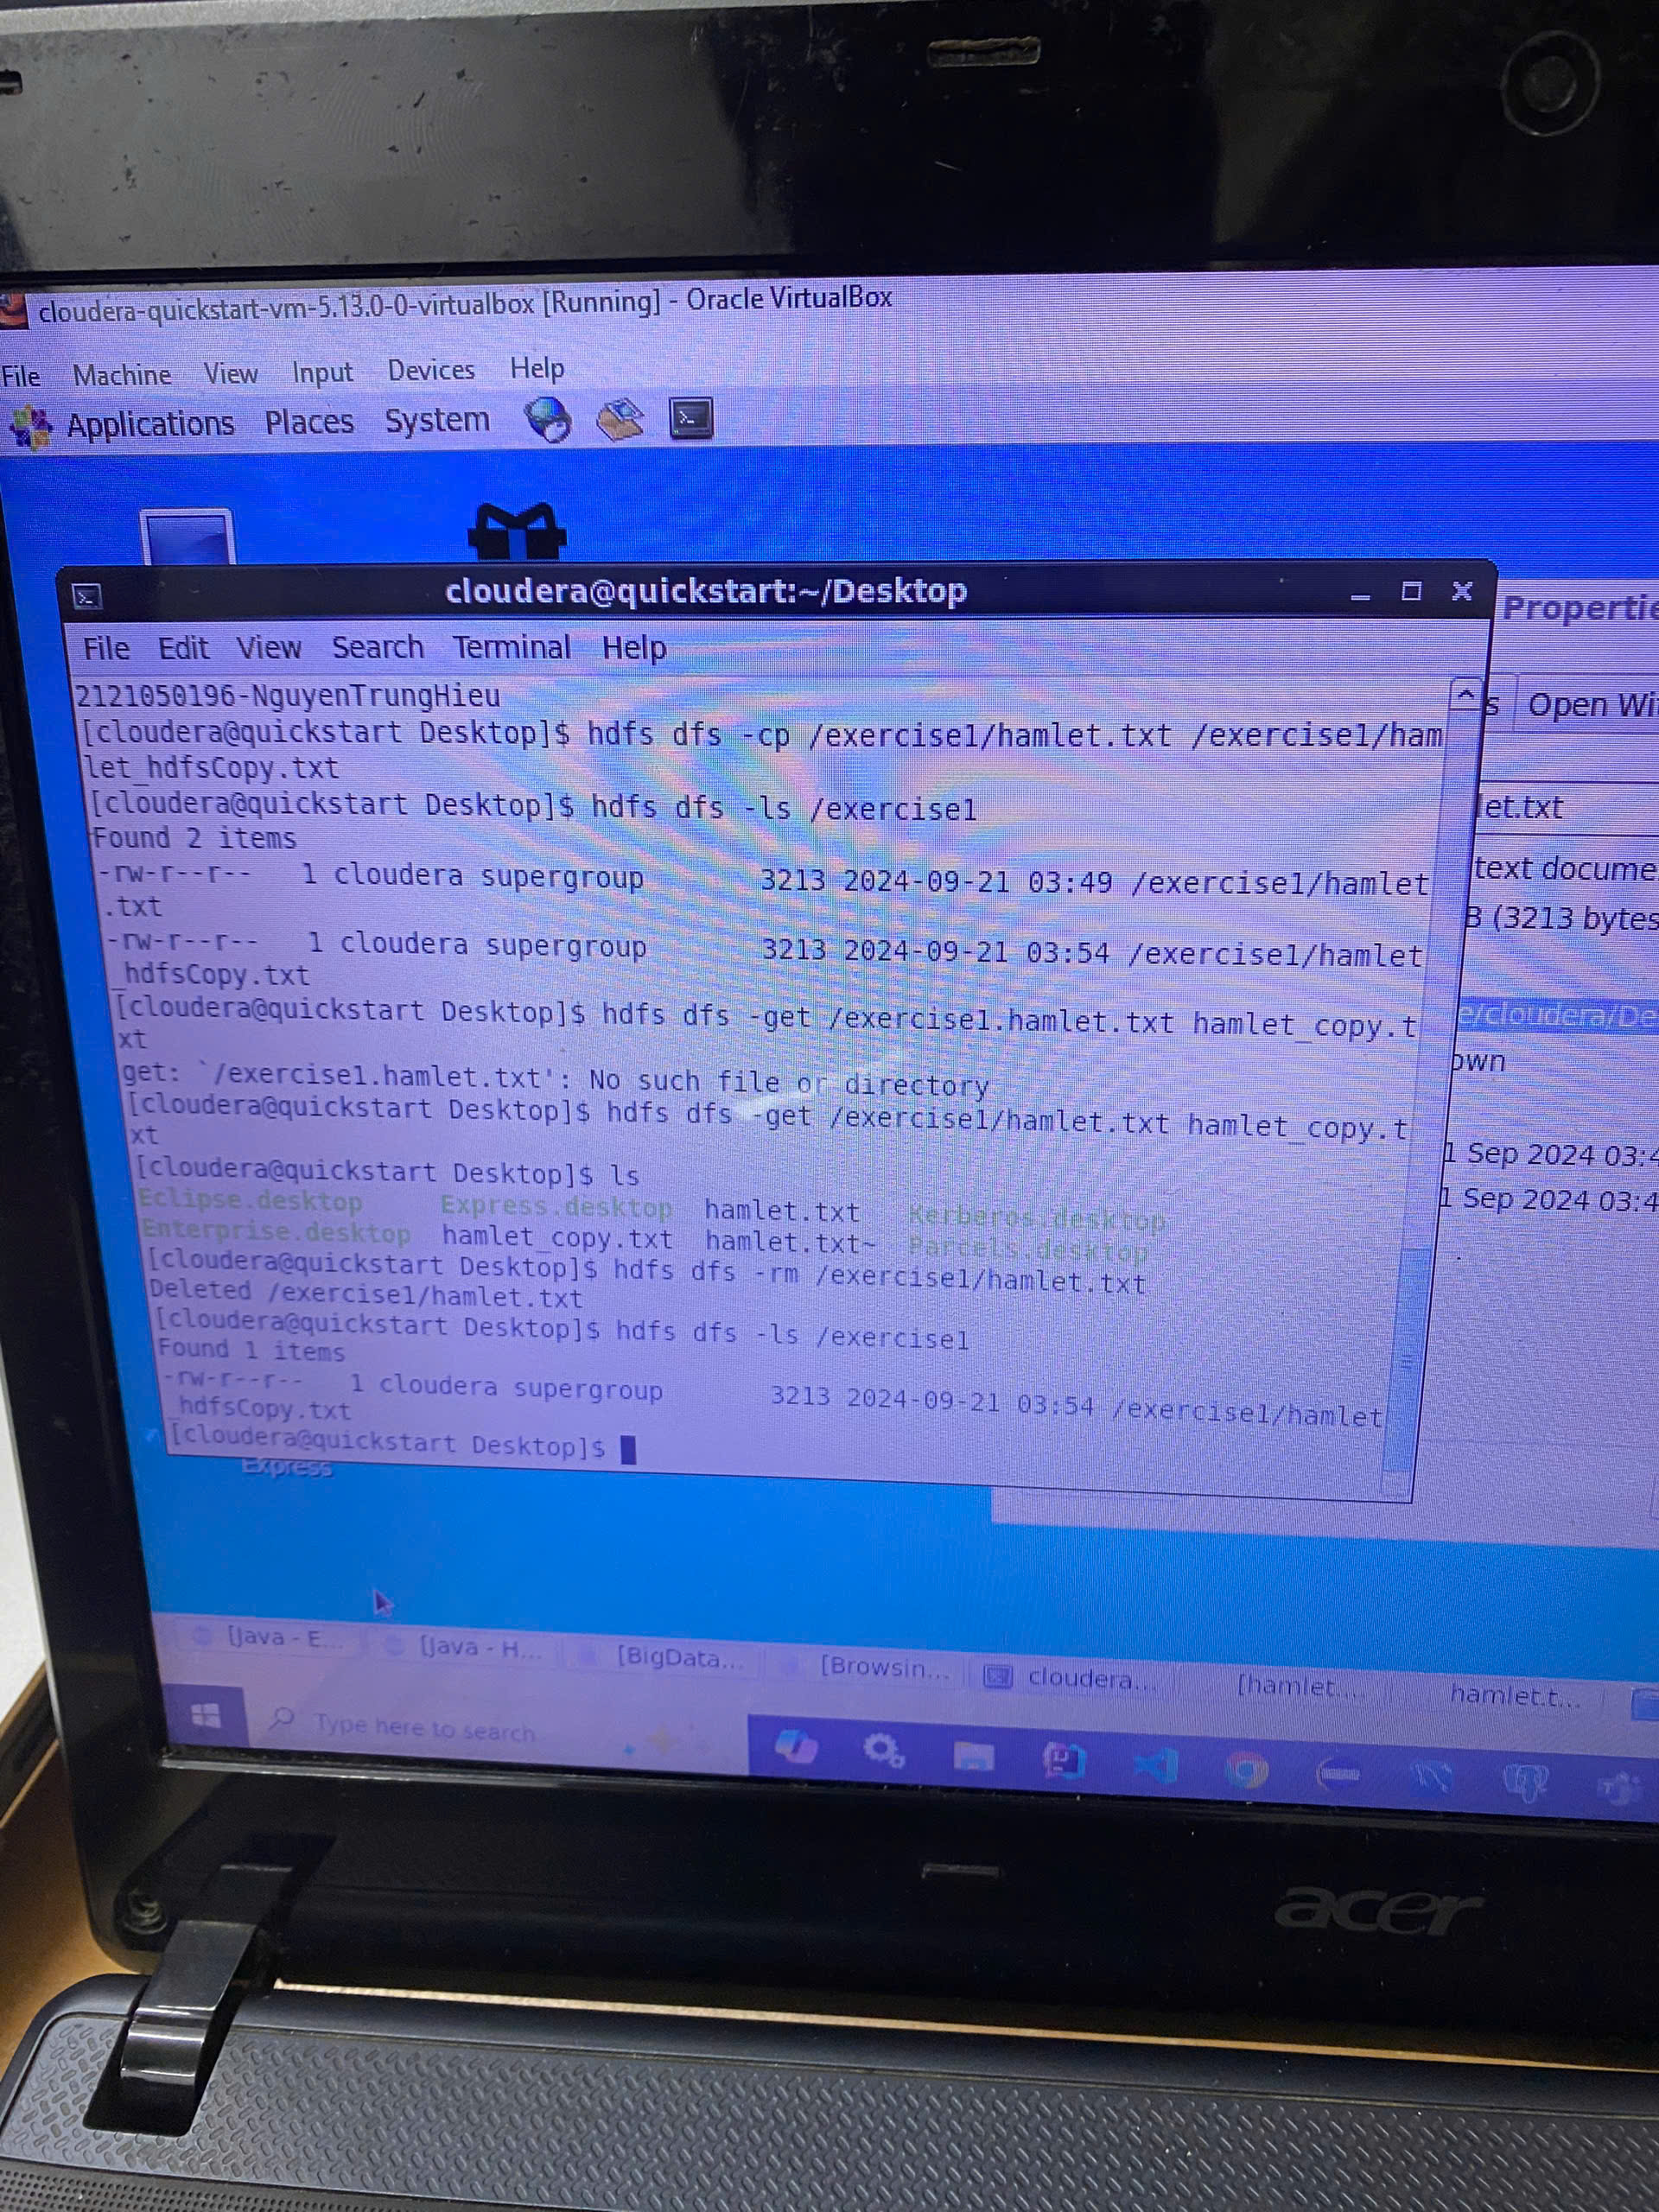 cloudera-quickstart-vm-5.13.0-0-virtualbox [Running] - Oracle VirtualBox
File Machine View Input Devices Help
Applications Places System
cloudera@quickstart:~/Desktop
Properti
File Edit View Search Terminal Help
2121050196-NguyenTrungHieu
s Open Wi
[cloudera@quickstart Desktop]$ hdfs dfs -cp /exercise1/hamlet.txt /exercise1/ham
let_hdfsCopy.txt
[cloudera@quickstart Desktop]$ hdfs dfs -ls /exercise1
let.txt
Found 2 items
-rw-r--r-- 1 cloudera supergroup 3213 2024-09-21 03:49 /exercise1/hamlet
.txt
text docume
-rw-r--r-- 1 cloudera supergroup 3213 2024-09-21 03:54 /exercise1/hamlet
_hdfsCopy.txt
(3213 bytes
[cloudera@quickstart Desktop]$ hdfs dfs -get /exercise1.hamlet.txt hamlet_copy.t
xt
e/cloudera/De
get: `/exercise1.hamlet.txt': No such file or directory
own
[cloudera@quickstart Desktop]$ hdfs dfs -get /exercise1/hamlet.txt hamlet_copy.t
xt
[cloudera@quickstart Desktop]$ ls
1 Sep 2024 03:4
Eclipse.desktop Express.desktop hamlet.txt Kerberos.desktop
1 Sep 2024 03:4
Enterprise.desktop hamlet_copy.txt hamlet.txt~ Parcels.desktop
[cloudera@quickstart Desktop]$ hdfs dfs -rm /exercise1/hamlet.txt
Deleted /exercise1/hamlet.txt
[cloudera@quickstart Desktop]$ hdfs dfs -ls /exercise1
Found 1 items
-rw-r--r-- 1 cloudera supergroup 3213 2024-09-21 03:54 /exercise1/hamlet
_hdfsCopy.txt
[cloudera@quickstart Desktop]$
Express
[Java - E... [Java - H... [BigData... [Browsin... cloudera... [hamlet.... hamlet.t...
Type here to search
acer